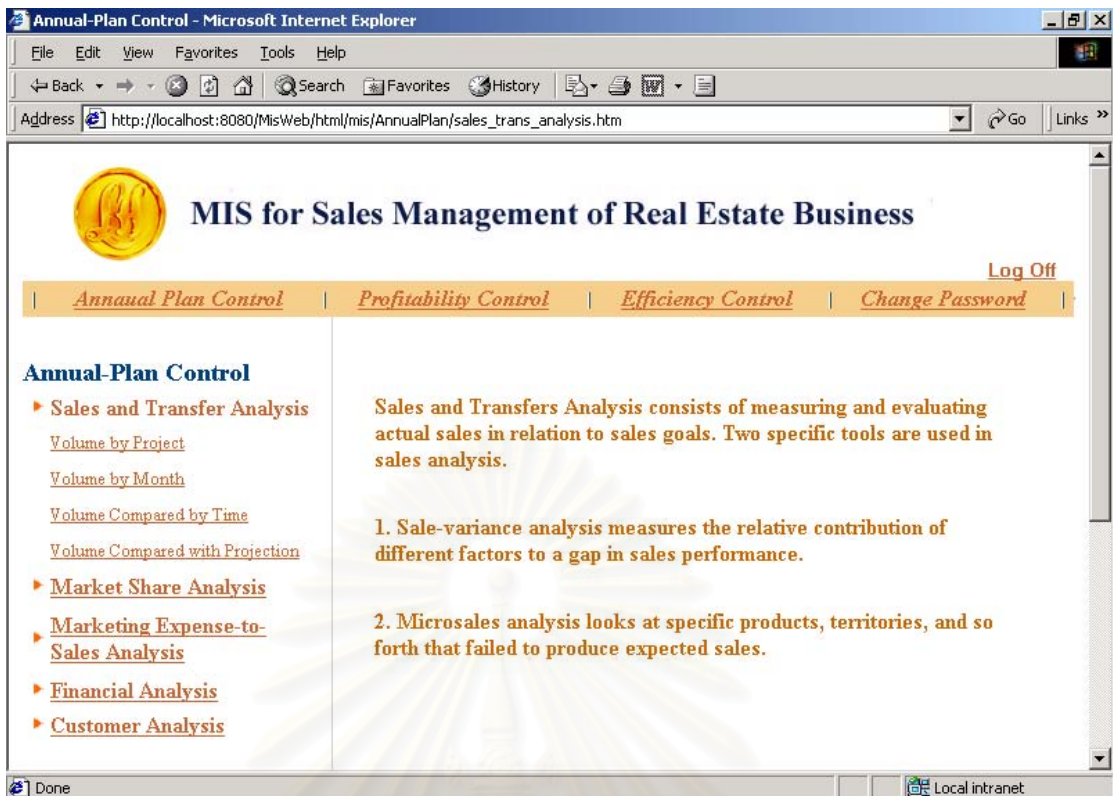 Annual-Plan Control - Microsoft Internet Explorer
File Edit View Favorites Tools Help
Back Search Favorites History
Address http://localhost:8080/MisWeb/html/mis/AnnualPlan/sales_trans_analysis.htm Go Links »
MIS for Sales Management of Real Estate Business
Log Off
| Annaual Plan Control | Profitability Control | Efficiency Control | Change Password |
Annual-Plan Control
Sales and Transfer Analysis
Volume by Project
Volume by Month
Volume Compared by Time
Volume Compared with Projection
Market Share Analysis
Marketing Expense-to-
Sales Analysis
Financial Analysis
Customer Analysis
Sales and Transfers Analysis consists of measuring and evaluating
actual sales in relation to sales goals. Two specific tools are used in
sales analysis.
1. Sale-variance analysis measures the relative contribution of
different factors to a gap in sales performance.
2. Microsales analysis looks at specific products, territories, and so
forth that failed to produce expected sales.
Done
Local intranet